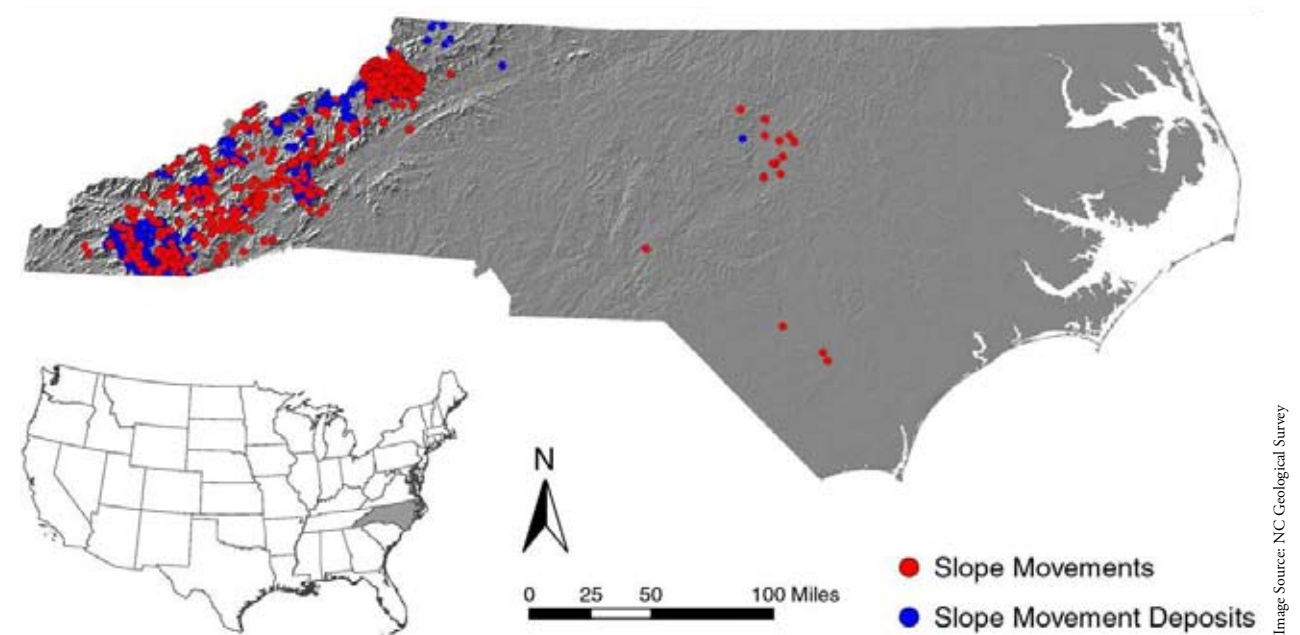 N
0 25 50 100 Miles
Slope Movements
Slope Movement Deposits
Image Source: NC Geological Survey